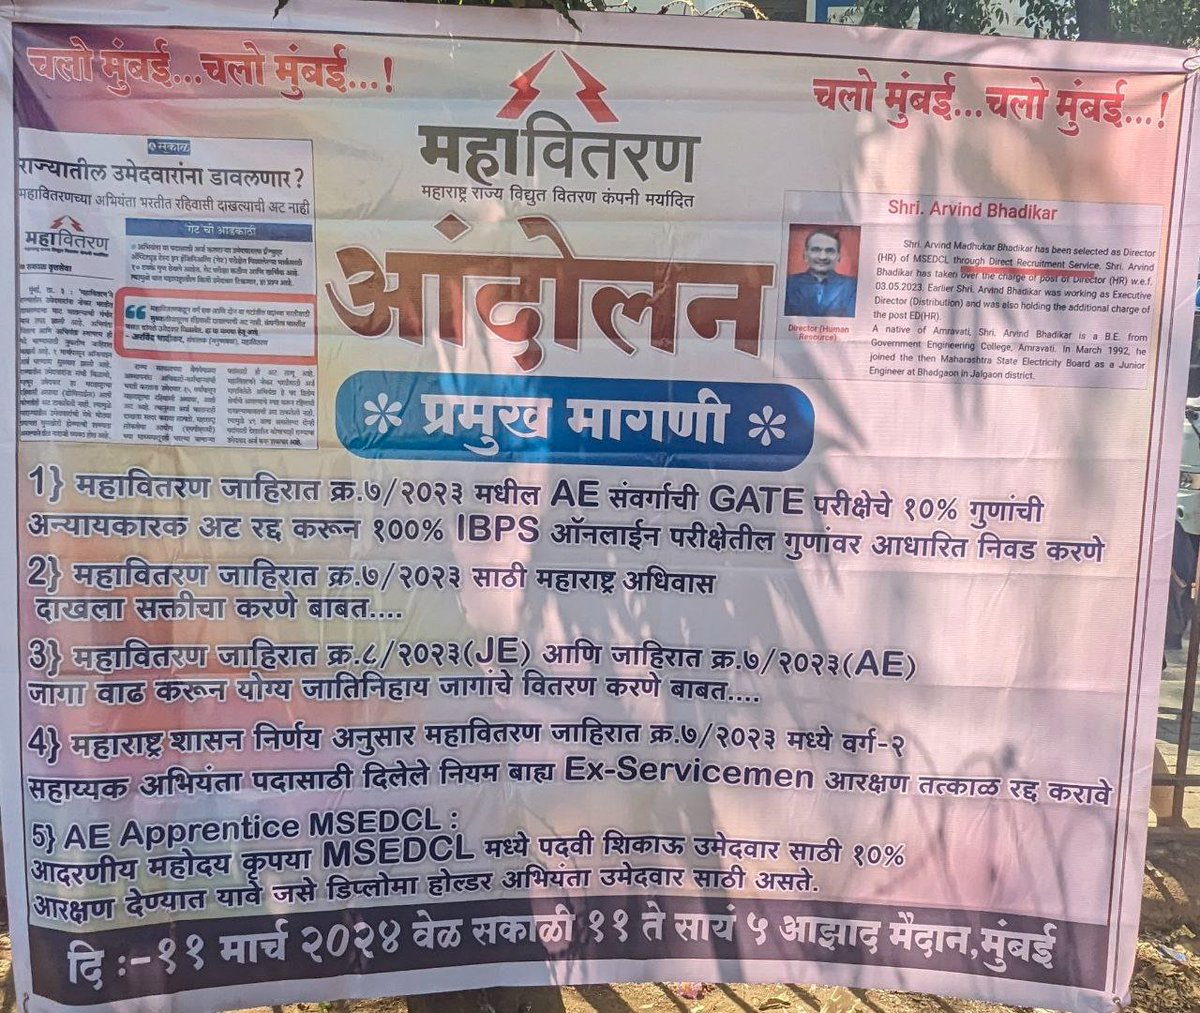 चलो मुंबई...चलो मुंबई...!
चलो मुंबई...चलो मुंबई...!
महावितरण
महाराष्ट्र राज्य विद्युत वितरण कंपनी मर्यादित
सकाळ
राज्यातील उमेदवारांना डावलणार?
महावितरणच्या अभियंता भरतीत रहिवासी दाखल्याची अट नाही
महावितरण
गेट ची आडकाठी
सकाळ वृत्तसेवा
Shri. Arvind Bhadikar
Shri. Arvind Madhukar Bhadikar has been selected as Director
(HR) of MSEDCL through Direct Recruitment Service. Shri. Arvind
Bhadikar has taken over the charge of post of Director (HR) w.e.f.
03.05.2023. Earlier Shri. Arvind Bhadikar was working as Executive
Director (Distribution) and was also holding the additional charge of
the post ED(HR).
A native of Amravati, Shri. Arvind Bhadikar is a B.E. from
Government Engineering College, Amravati. In March 1992, he
joined the then Maharashtra State Electricity Board as a Junior
Engineer at Bhadgaon in Jalgaon district.
Director (Human
Resource)
आंदोलन
प्रमुख मागणी
1} महावितरण जाहिरात क्र.७/२०२३ मधील AE संवर्गाची GATE परीक्षेचे १०% गुणांची
अन्यायकारक अट रद्द करून १००% IBPS ऑनलाईन परीक्षेतील गुणांवर आधारित निवड करणे
2} महावितरण जाहिरात क्र.७/२०२३ साठी महाराष्ट्र अधिवास
दाखला सक्तीचा करणे बाबत....
3} महावितरण जाहिरात क्र.८/२०२३(JE) आणि जाहिरात क्र.७/२०२३(AE)
जागा वाढ करून योग्य जातिनिहाय जागांचे वितरण करणे बाबत....
4} महाराष्ट्र शासन निर्णय अनुसार महावितरण जाहिरात क्र.७/२०२३ मध्ये वर्ग-२
सहाय्यक अभियंता पदासाठी दिलेले नियम बाह्य Ex-Servicemen आरक्षण तत्काळ रद्द करावे
5} AE Apprentice MSEDCL :
आदरणीय महोदय कृपया MSEDCL मध्ये पदवी शिकाऊ उमेदवार साठी १०%
आरक्षण देण्यात यावे जसे डिप्लोमा होल्डर अभियंता उमेदवार साठी असते.
दि :-११ मार्च २०२४ वेळ सकाळी ११ ते सायं ५ आझाद मैदान,मुंबई